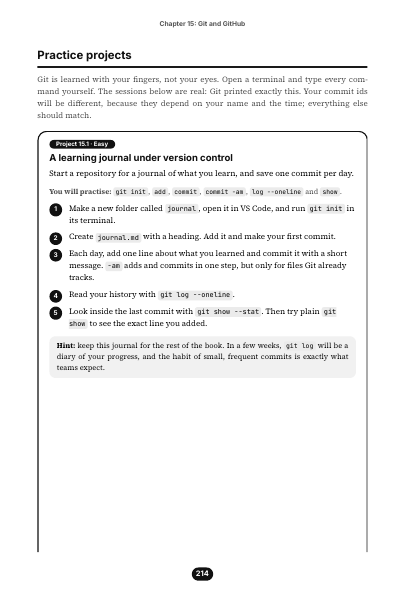 Chapter 15: Git and GitHub
Practice projects
Git is learned with your fingers, not your eyes. Open a terminal and type every com-
mand yourself. The sessions below are real: Git printed exactly this. Your commit ids
will be different, because they depend on your name and the time; everything else
should match.
Project 15.1 · Easy
A learning journal under version control
Start a repository for a journal of what you learn, and save one commit per day.
You will practise: git init, add, commit, commit -am, log --oneline and show.
1 Make a new folder called journal, open it in VS Code, and run git init in
its terminal.
2 Create journal.md with a heading. Add it and make your first commit.
3 Each day, add one line about what you learned and commit it with a short
message. -am adds and commits in one step, but only for files Git already
tracks.
4 Read your history with git log --oneline.
5 Look inside the last commit with git show --stat. Then try plain git
show to see the exact line you added.
Hint: keep this journal for the rest of the book. In a few weeks, git log will be a
diary of your progress, and the habit of small, frequent commits is exactly what
teams expect.
214